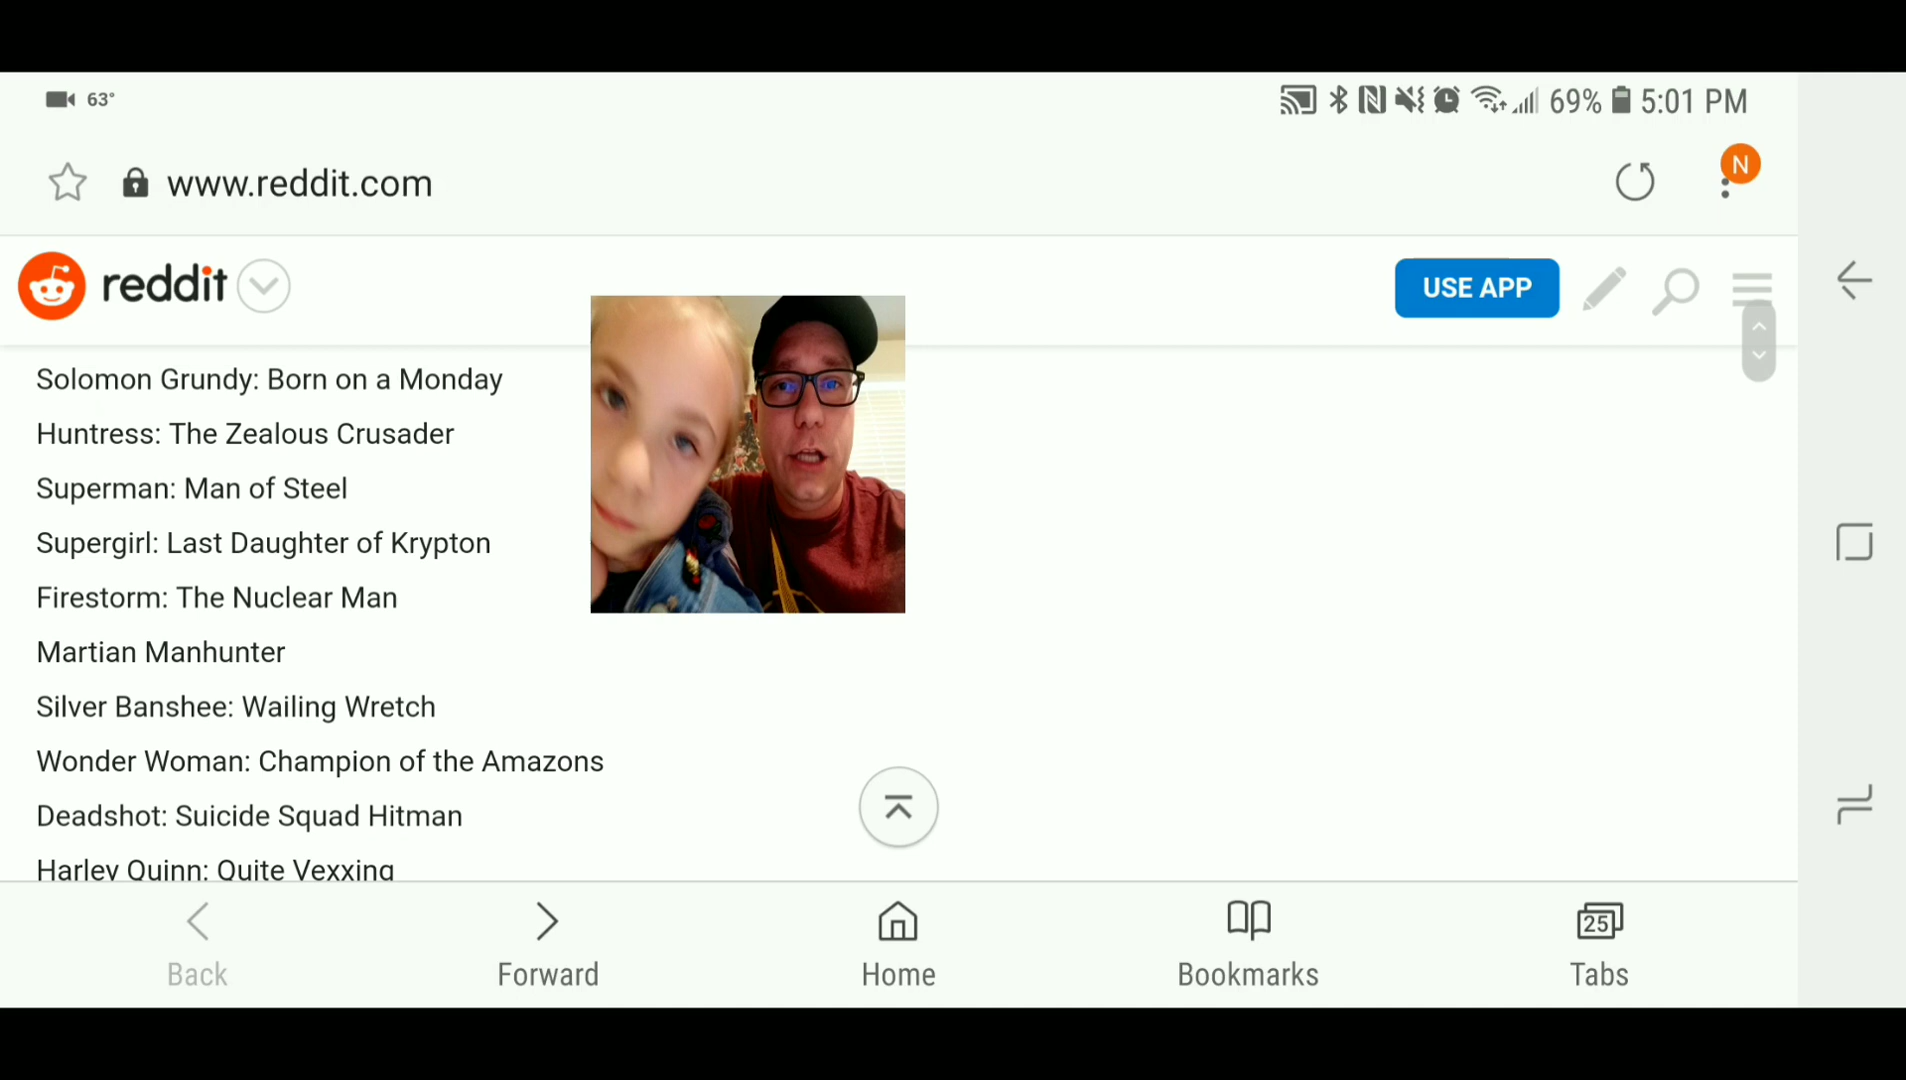 63°
69% 5:01 PM
www.reddit.com
N
reddit
USE APP
Solomon Grundy: Born on a Monday
Huntress: The Zealous Crusader
Superman: Man of Steel
Supergirl: Last Daughter of Krypton
Firestorm: The Nuclear Man
Martian Manhunter
Silver Banshee: Wailing Wretch
Wonder Woman: Champion of the Amazons
Deadshot: Suicide Squad Hitman
Harley Quinn: Quite Vexxing
25
Back Forward Home Bookmarks Tabs